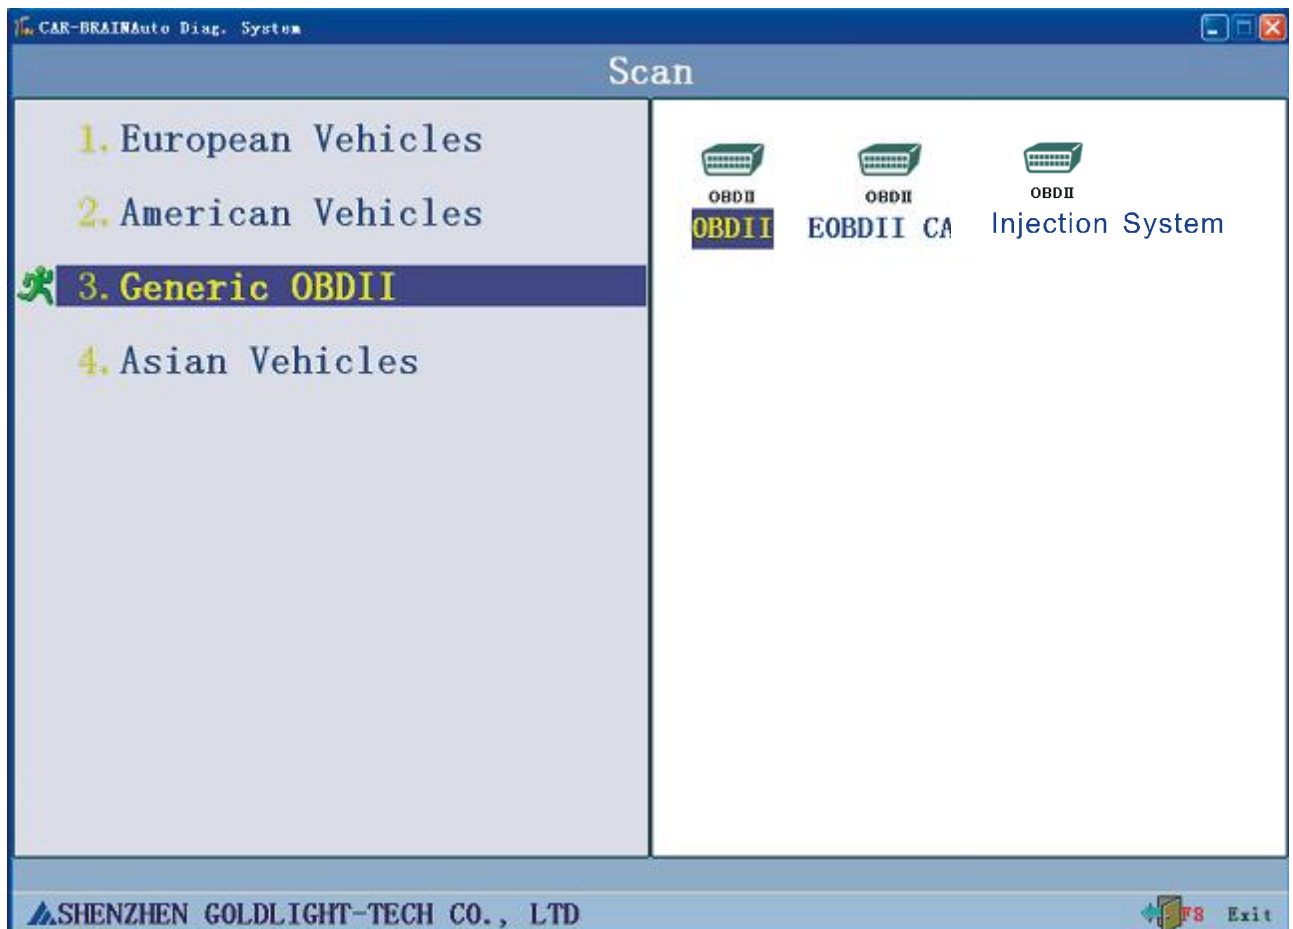 CAR-BRAINAuto Diag. System
Scan
1. European Vehicles
2. American Vehicles
3. Generic OBDII
4. Asian Vehicles
OBDII OBDII OBDII
OBDII EOBDII CA Injection System
SHENZHEN GOLDLIGHT-TECH CO., LTD
F8 Exit